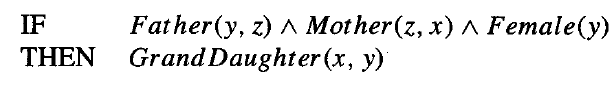 IF Father(y, z) ∧ Mother(z, x) ∧ Female(y)
THEN GrandDaughter(x, y)